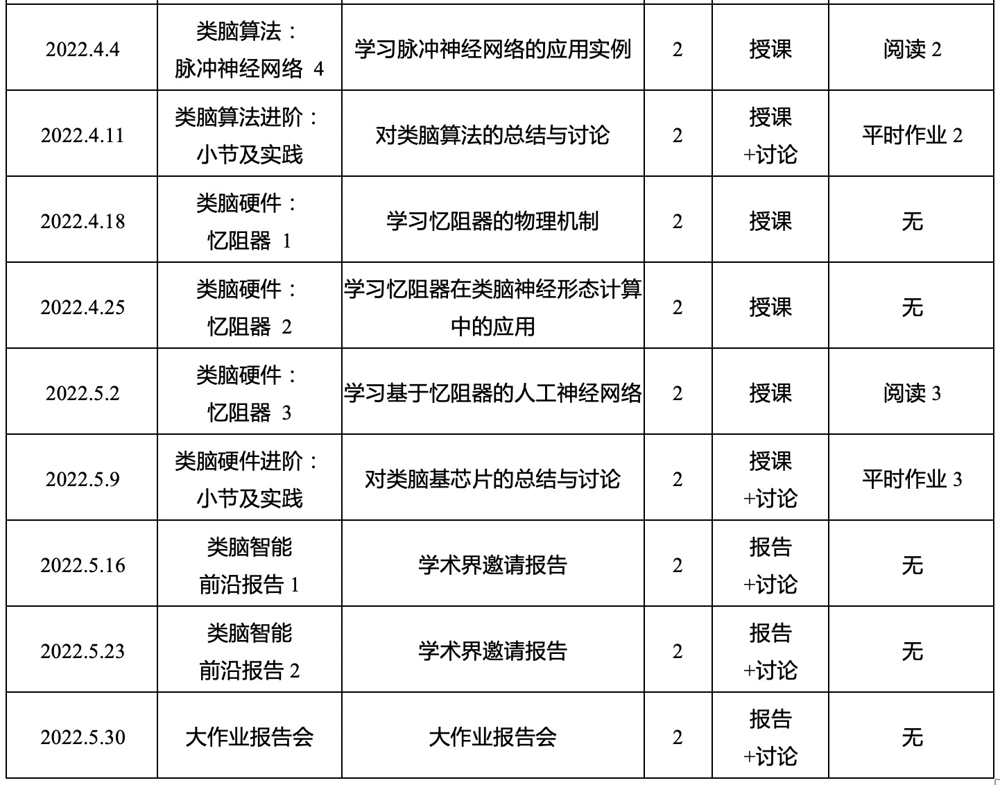 2022.4.4
类脑算法：
脉冲神经网络 4
学习脉冲神经网络的应用实例
2
授课
阅读 2
2022.4.11
类脑算法进阶：
小节及实践
对类脑算法的总结与讨论
2
授课
+讨论
平时作业 2
2022.4.18
类脑硬件：
忆阻器 1
学习忆阻器的物理机制
2
授课
无
2022.4.25
类脑硬件：
忆阻器 2
学习忆阻器在类脑神经形态计算
中的应用
2
授课
无
2022.5.2
类脑硬件：
忆阻器 3
学习基于忆阻器的人工神经网络
2
授课
阅读 3
2022.5.9
类脑硬件进阶：
小节及实践
对类脑基芯片的总结与讨论
2
授课
+讨论
平时作业 3
2022.5.16
类脑智能
前沿报告 1
学术界邀请报告
2
报告
+讨论
无
2022.5.23
类脑智能
前沿报告 2
学术界邀请报告
2
报告
+讨论
无
2022.5.30
大作业报告会
大作业报告会
2
报告
+讨论
无